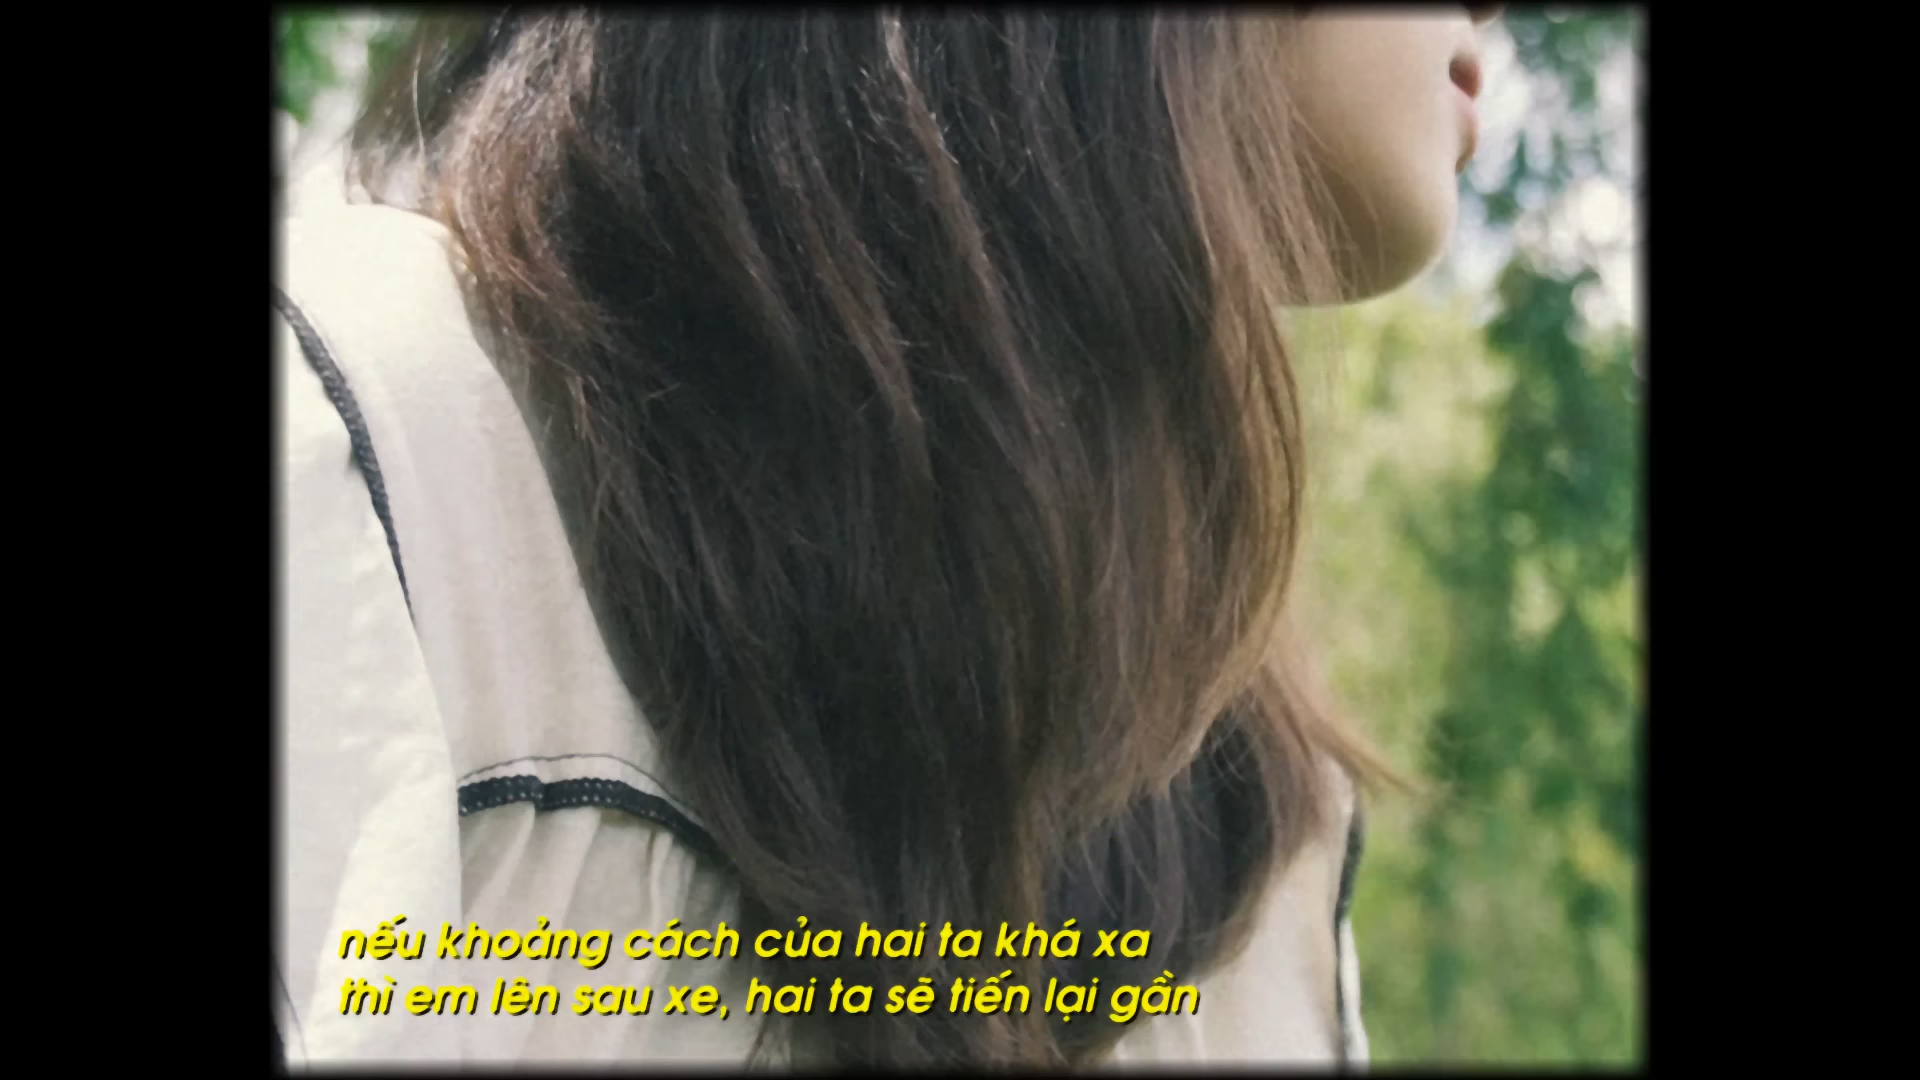 nếu khoảng cách của hai ta khá xa
thì em lên sau xe, hai ta sẽ tiến lại gần